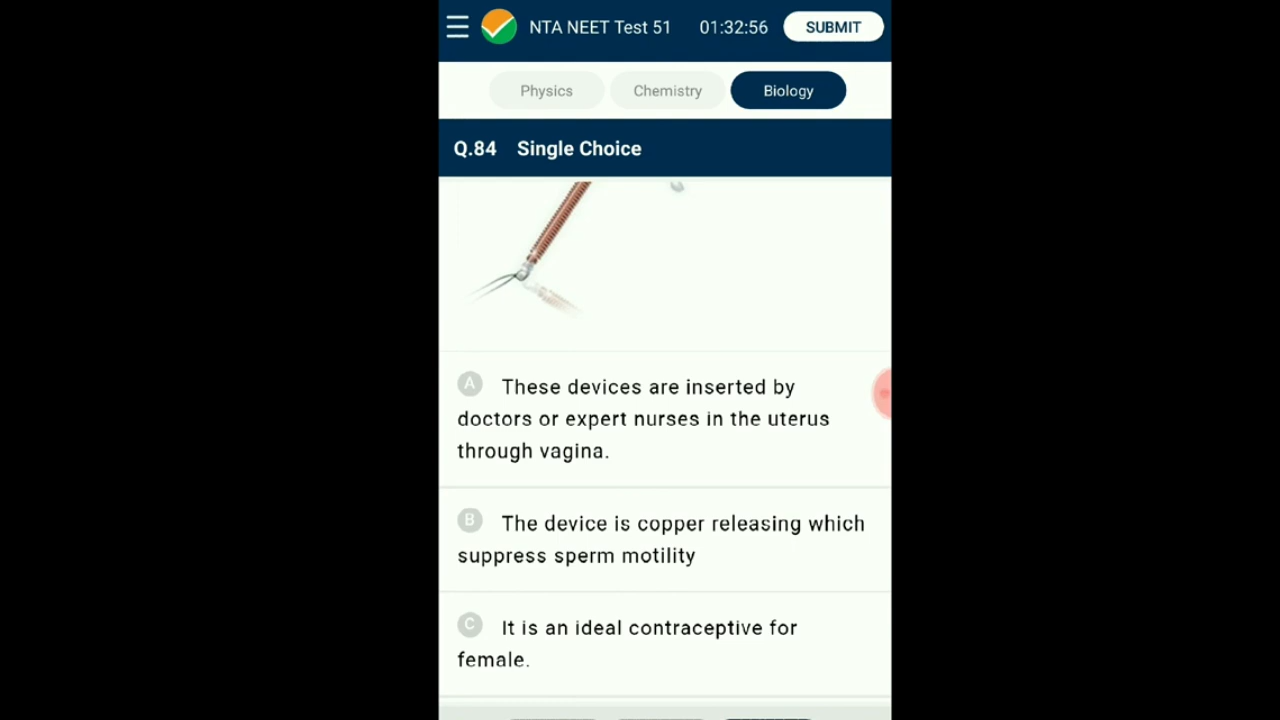 NTA NEET Test 51 01:32:56 SUBMIT
Physics Chemistry Biology
Q.84 Single Choice
A These devices are inserted by
doctors or expert nurses in the uterus
through vagina.
B The device is copper releasing which
suppress sperm motility
C It is an ideal contraceptive for
female.